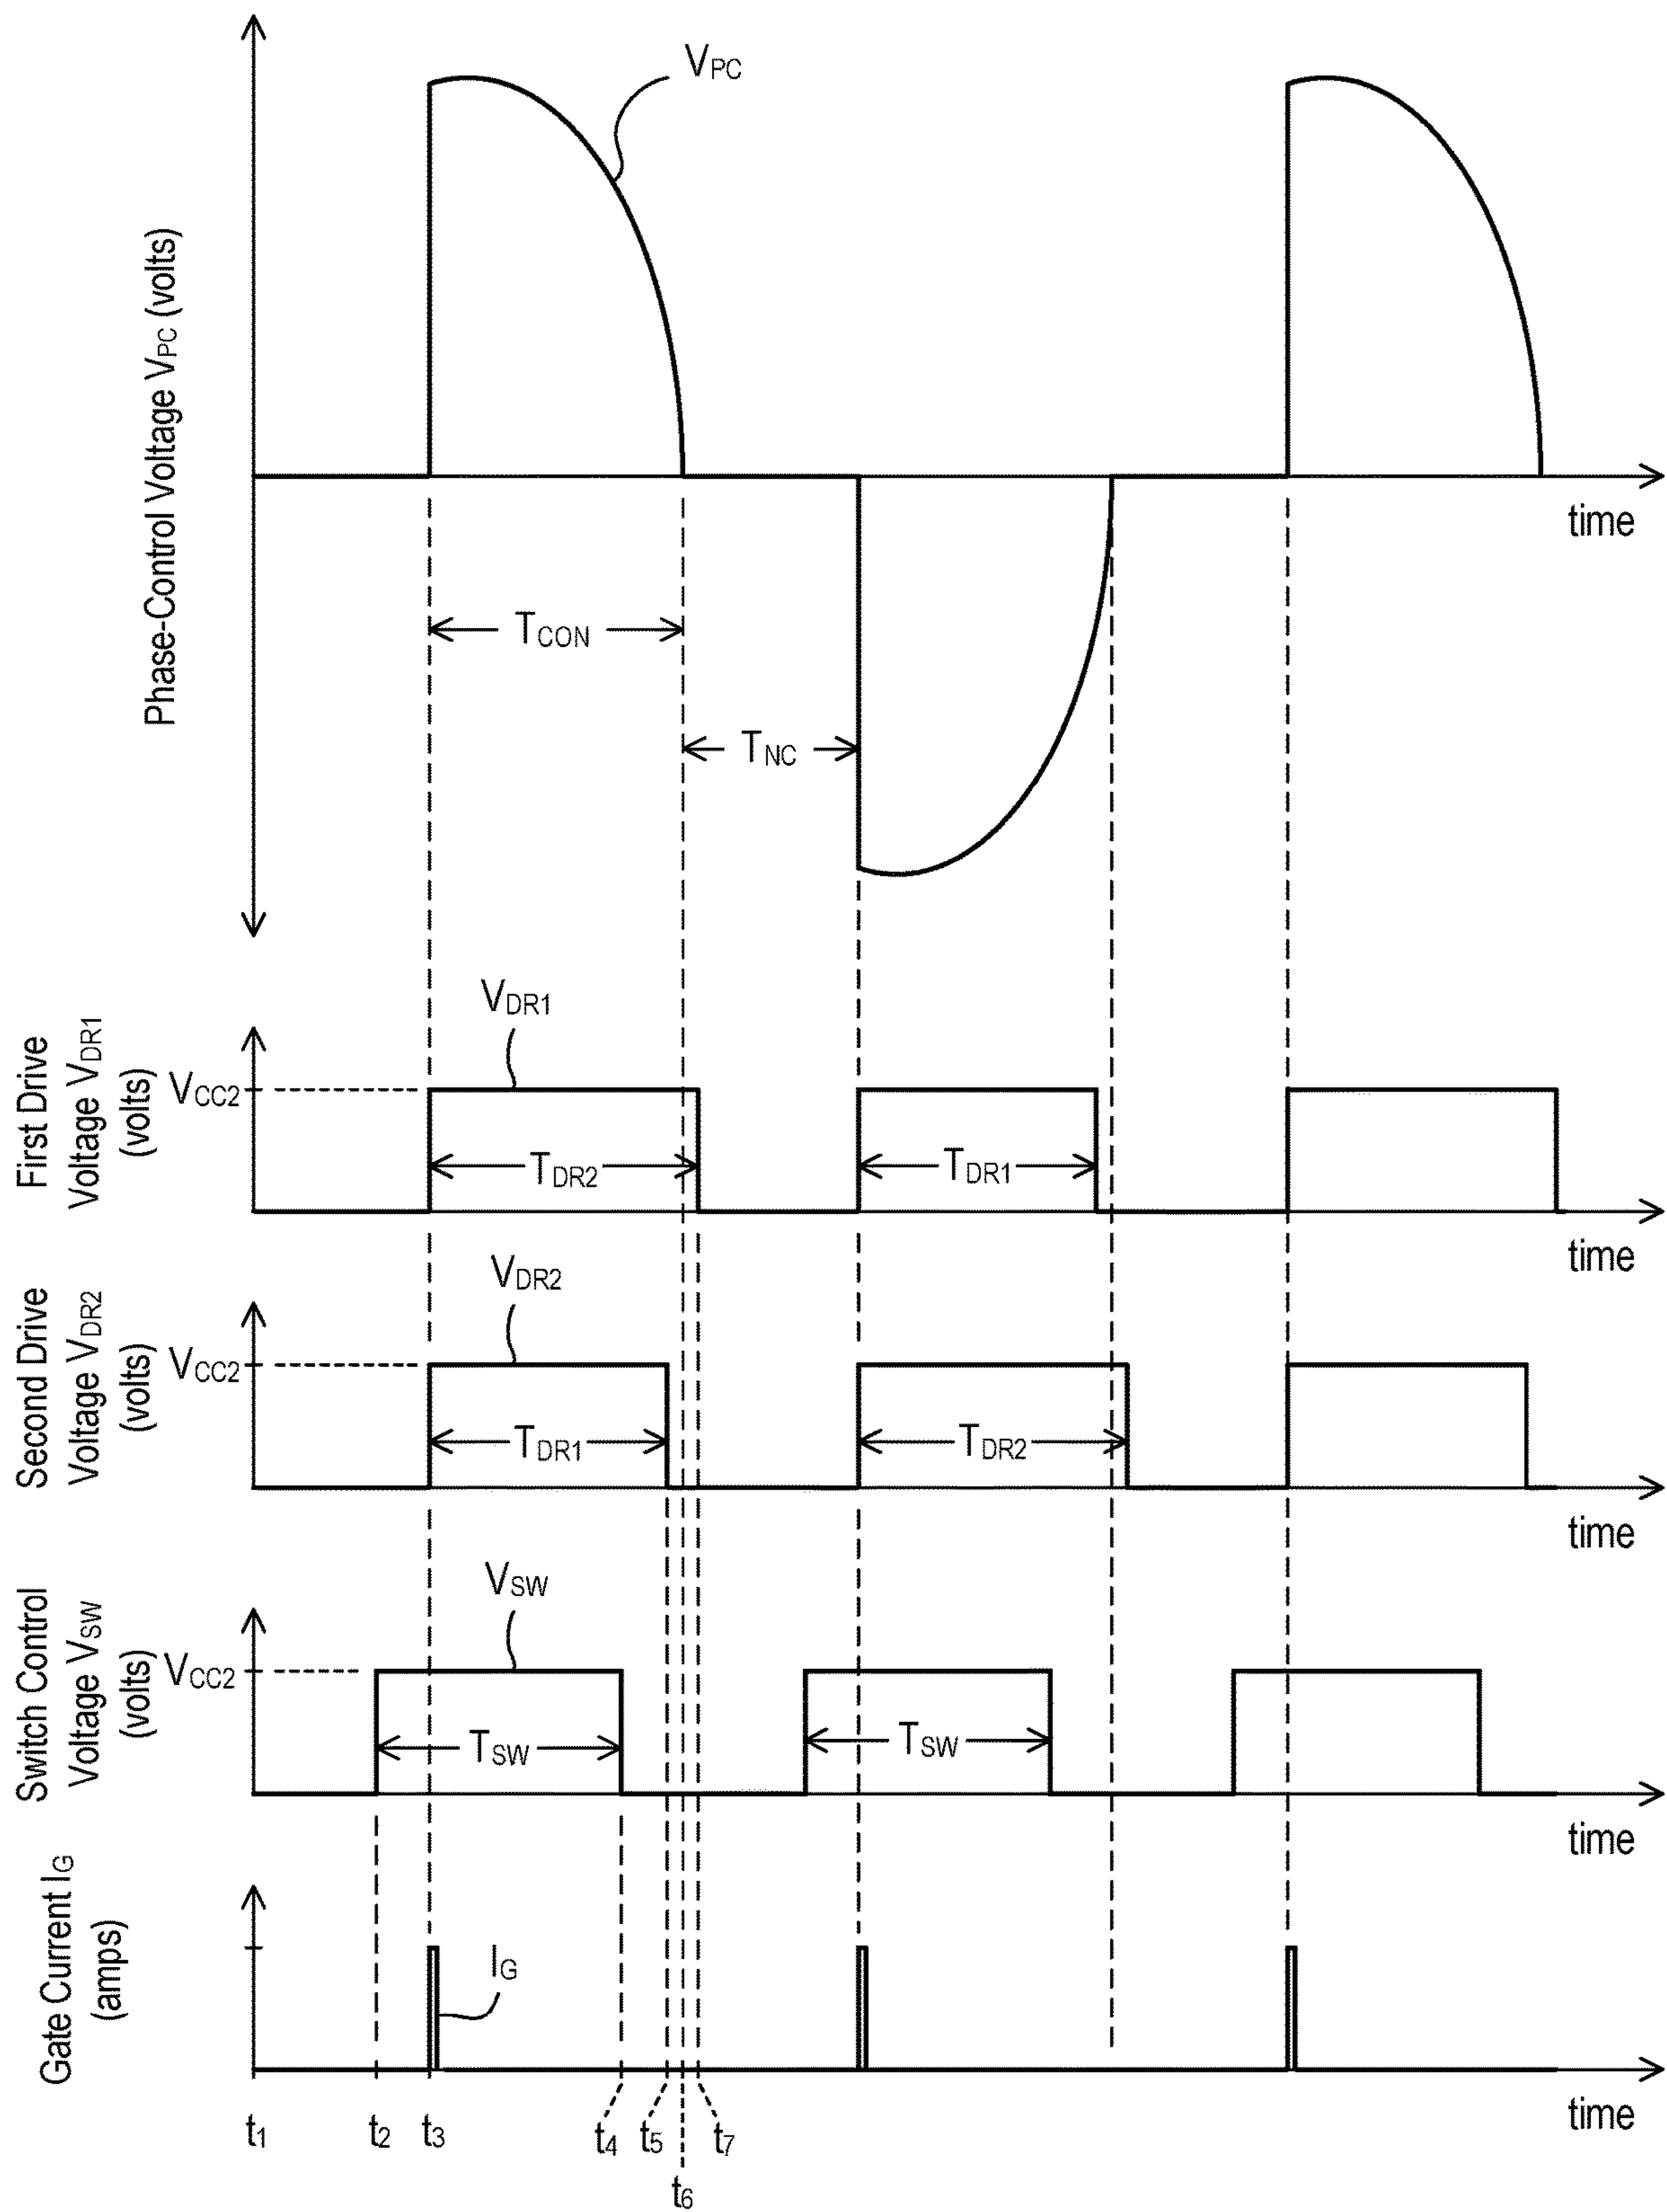 Phase-Control Voltage VPC (volts)
VPC
time
TCON
TNC
First Drive
Voltage VDR1
(volts)
VCC2
VDR1
TDR2
TDR1
time
Second Drive
Voltage VDR2
(volts)
VCC2
VDR2
TDR1
TDR2
time
Switch Control
Voltage VSW
(volts)
VCC2
VSW
TSW
TSW
time
Gate Current IG
(amps)
IG
time
t1
t2
t3
t4
t5
t6
t7